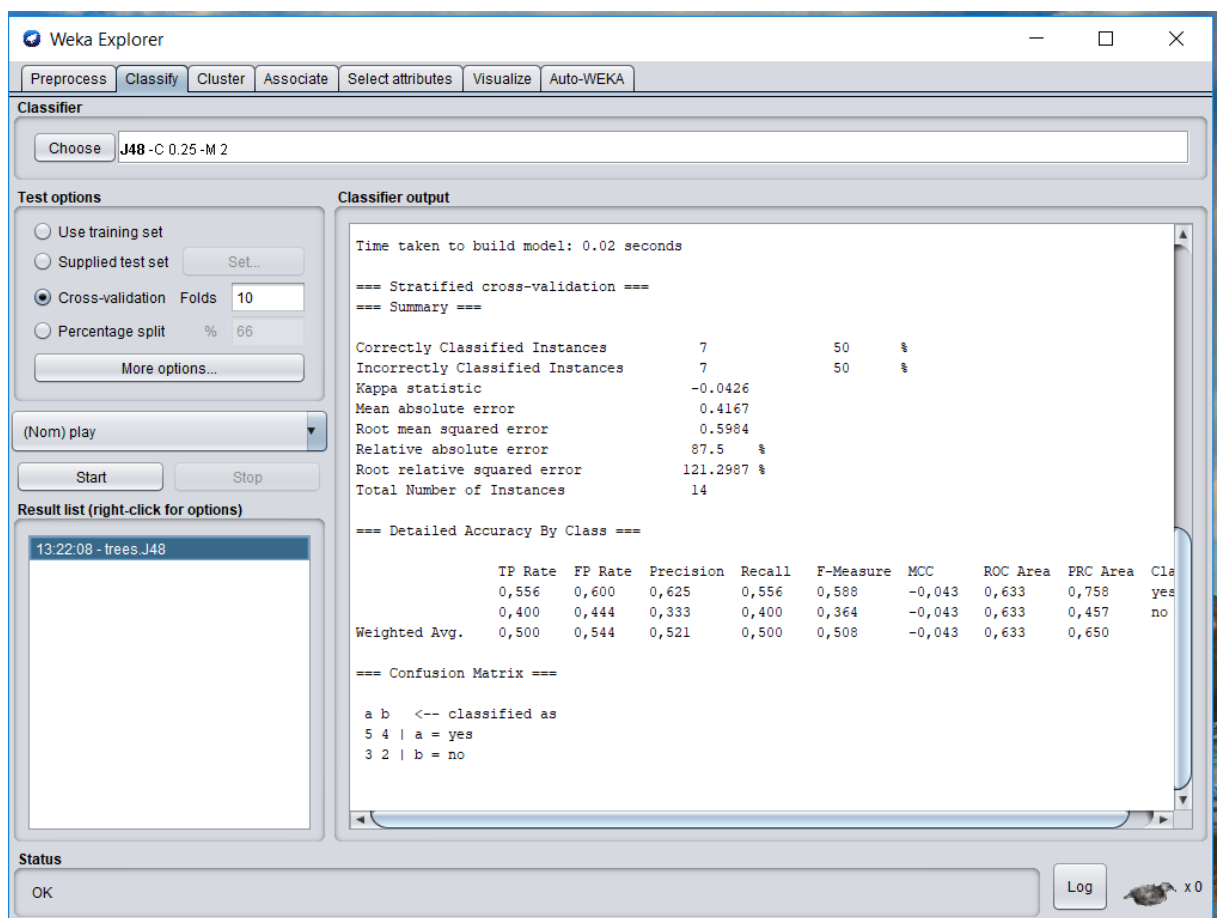 Weka Explorer
Preprocess Classify Cluster Associate Select attributes Visualize Auto-WEKA
Classifier
Choose J48 -C 0.25 -M 2
Test options
Use training set
Supplied test set Set...
Cross-validation Folds 10
Percentage split % 66
More options...
(Nom) play
Start Stop
Result list (right-click for options)
13:22:08 - trees.J48
Classifier output
Time taken to build model: 0.02 seconds
=== Stratified cross-validation ===
=== Summary ===
Correctly Classified Instances 7 50 %
Incorrectly Classified Instances 7 50 %
Kappa statistic -0.0426
Mean absolute error 0.4167
Root mean squared error 0.5984
Relative absolute error 87.5 %
Root relative squared error 121.2987 %
Total Number of Instances 14
=== Detailed Accuracy By Class ===
TP Rate FP Rate Precision Recall F-Measure MCC ROC Area PRC Area Cla
0,556 0,600 0,625 0,556 0,588 -0,043 0,633 0,758 yes
0,400 0,444 0,333 0,400 0,364 -0,043 0,633 0,457 no
Weighted Avg. 0,500 0,544 0,521 0,500 0,508 -0,043 0,633 0,650
=== Confusion Matrix ===
a b <-- classified as
5 4 | a = yes
3 2 | b = no
Status
OK
Log x 0